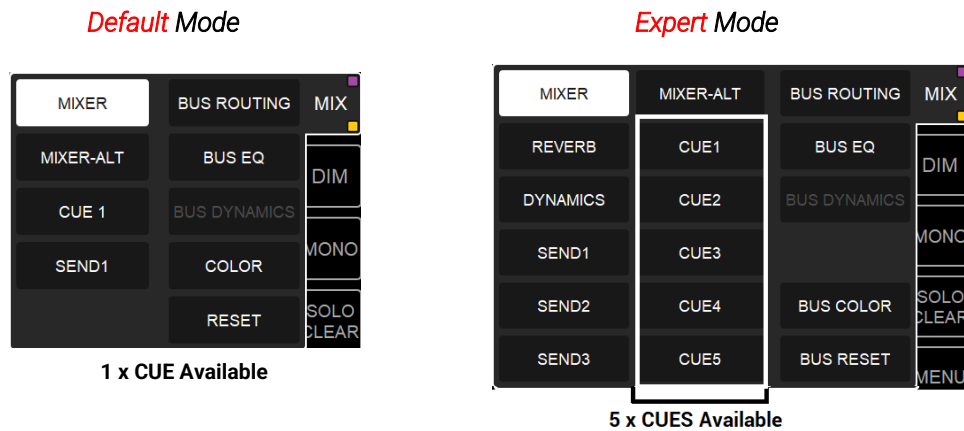 Default Mode
MIXER BUS ROUTING MIX
MIXER-ALT BUS EQ
DIM
CUE 1 BUS DYNAMICS
MONO
SEND1 COLOR
RESET
SOLO
CLEAR
1 x CUE Available
Expert Mode
MIXER MIXER-ALT BUS ROUTING MIX
REVERB CUE1 BUS EQ
DIM
DYNAMICS CUE2 BUS DYNAMICS
MONO
SEND1 CUE3
SEND2 CUE4 BUS COLOR
SOLO
CLEAR
SEND3 CUE5 BUS RESET
MENU
5 x CUES Available